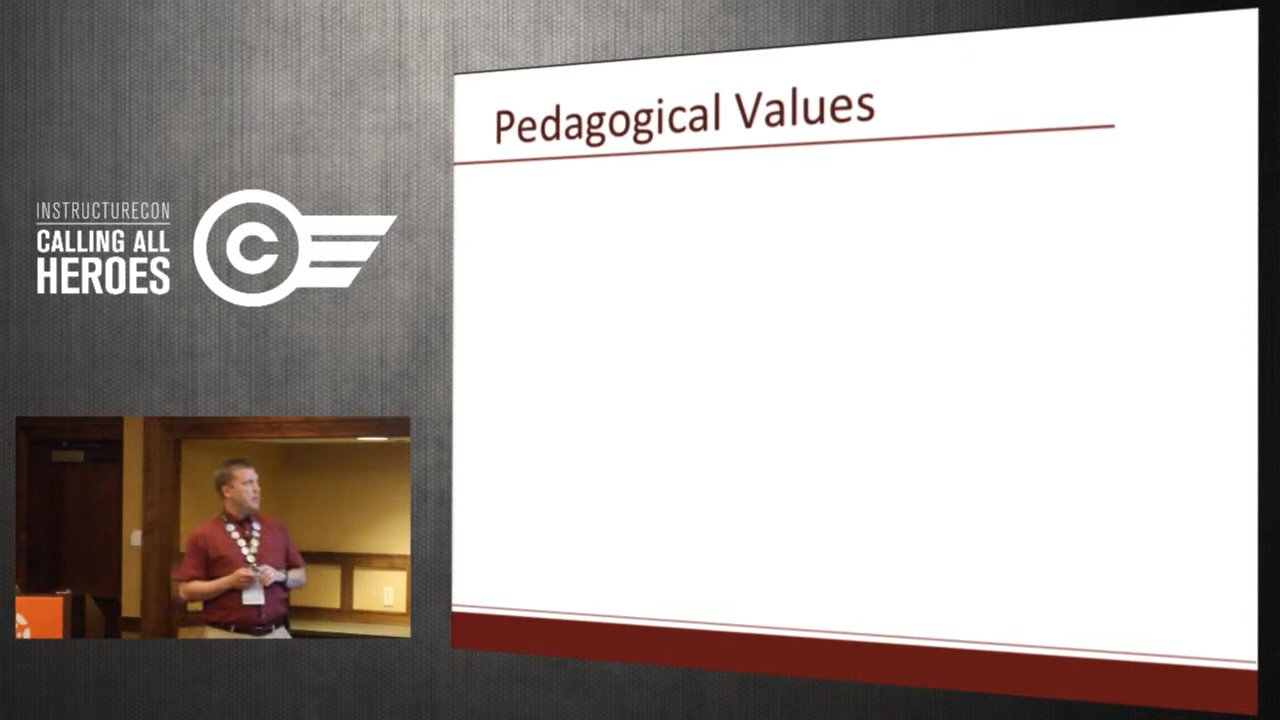 Pedagogical Values
INSTRUCTURECON
CALLING ALL
HEROES
C